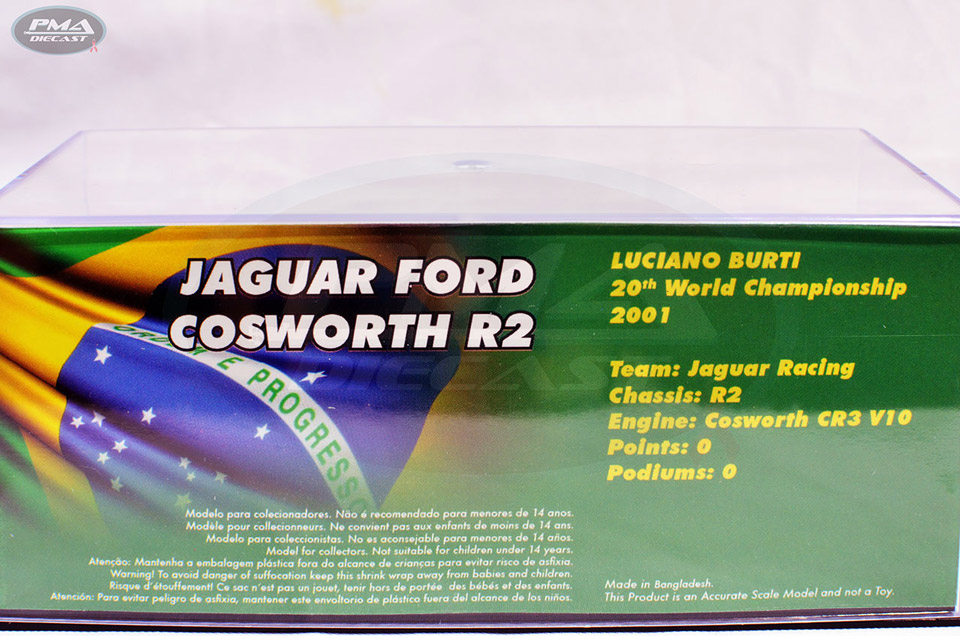 PMA
DIECAST
JAGUAR FORD
COSWORTH R2
ORDEM E PROGRESSO
LUCIANO BURTI
20th World Championship
2001
Team: Jaguar Racing
Chassis: R2
Engine: Cosworth CR3 V10
Points: 0
Podiums: 0
PMA
DIECAST
Modelo para colecionadores. Não é recomendado para menores de 14 anos.
Modèle pour collectionneurs. Ne convient pas aux enfants de moins de 14 ans.
Modelo para coleccionistas. No es aconsejable para menores de 14 años.
Model for collectors. Not suitable for children under 14 years.
Atenção: Mantenha a embalagem plástica fora do alcance de crianças para evitar risco de asfixia.
Warning! To avoid danger of suffocation keep this shrink wrap away from babies and children.
Risque d'étouffement! Ce sac n'est pas un jouet, tenir hors de portée des bébés et des enfants.
Atención: Para evitar peligro de asfixia, mantener este envoltorio de plástico fuera del alcance de los niños.
Made in Bangladesh.
This Product is an Accurate Scale Model and not a Toy.